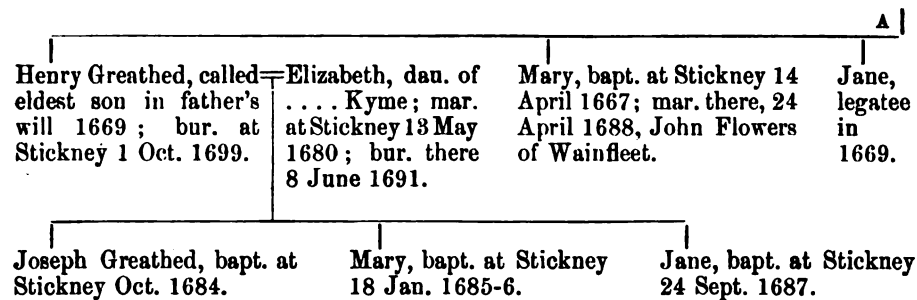 A
Henry Greathed, called
eldest son in father's
will 1669 ; bur. at
Stickney 1 Oct. 1699.
Elizabeth, dau. of
.... Kyme ; mar.
at Stickney 13 May
1680 ; bur. there
8 June 1691.
Mary, bapt. at Stickney 14
April 1667; mar. there, 24
April 1688, John Flowers
of Wainfleet.
Jane,
legatee
in
1669.
Joseph Greathed, bapt. at
Stickney Oct. 1684.
Mary, bapt. at Stickney
18 Jan. 1685-6.
Jane, bapt. at Stickney
24 Sept. 1687.